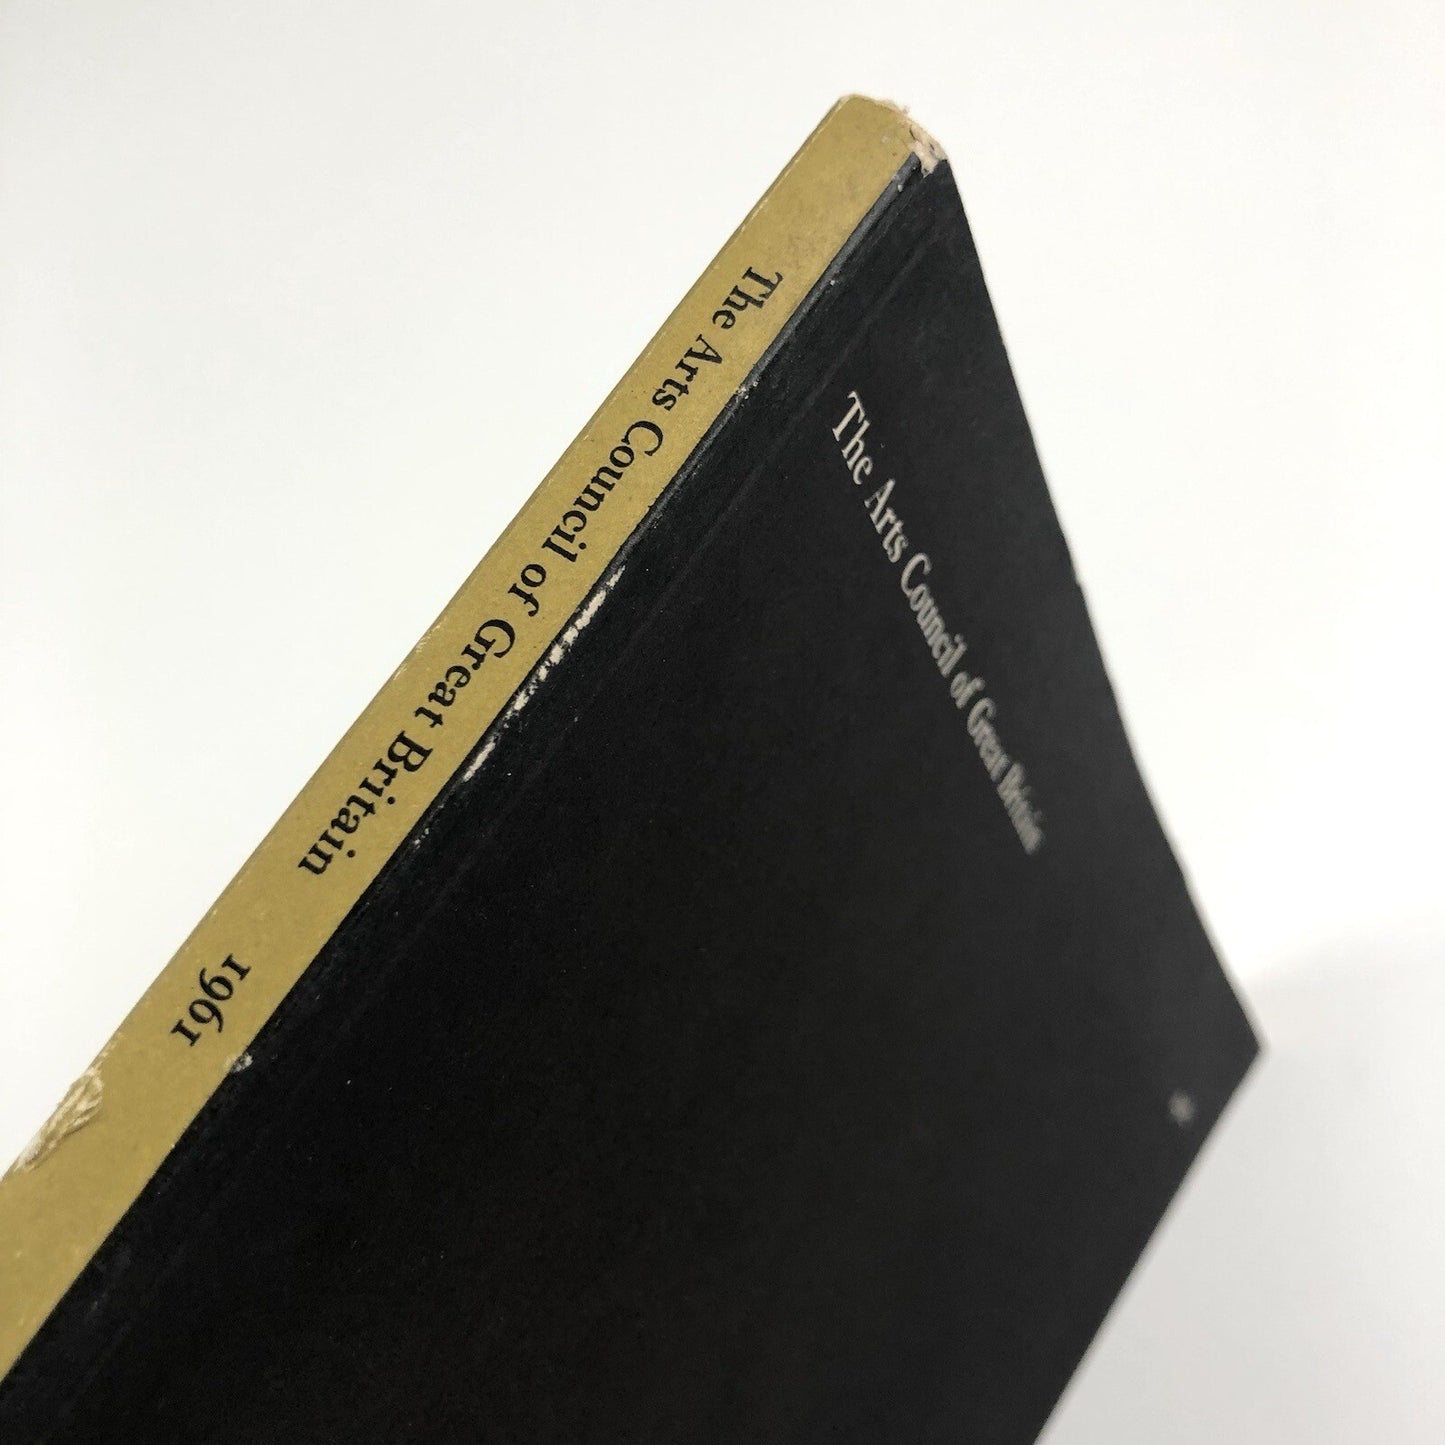 The Arts Council of Great Britain 1961
The Arts Council of Great Britain